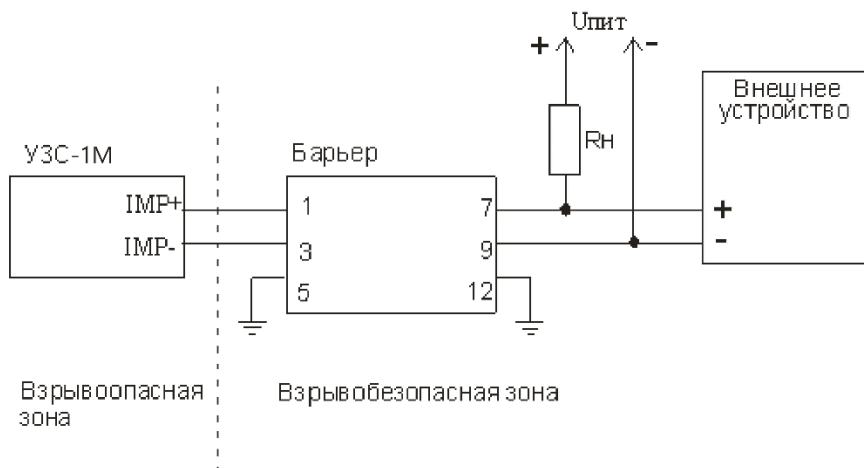 Uпит
+
-
Внешнее
устройство
Rн
УЗС-1М
Барьер
IMP+
1
7
+
IMP-
3
9
-
5
12
Взрывоопасная
зона
Взрывобезопасная зона